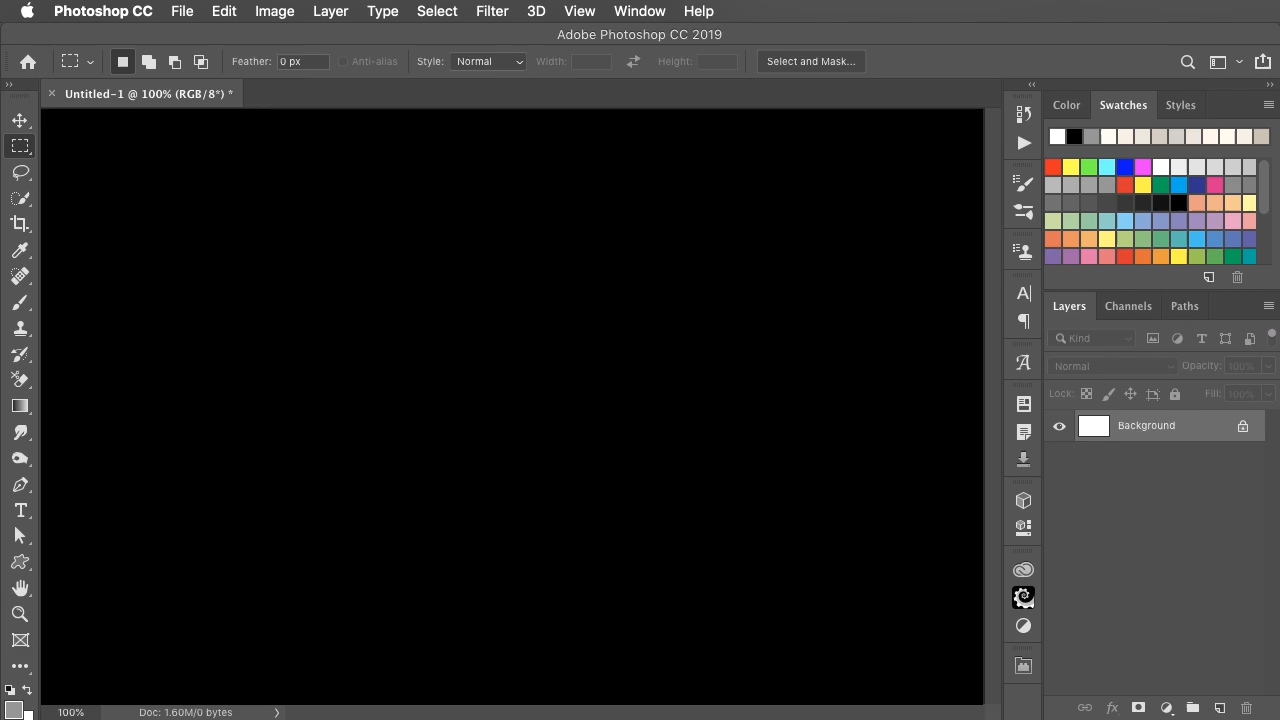 Photoshop CC File Edit Image Layer Type Select Filter 3D View Window Help
Adobe Photoshop CC 2019
Feather: 0 px Anti-alias Style: Normal Width: Height: Select and Mask...
× Untitled-1 @ 100% (RGB/8*) *
Color Swatches Styles
Layers Channels Paths
Kind
Normal Opacity: 100%
Lock: Fill: 100%
Background
100% Doc: 1.60M/0 bytes